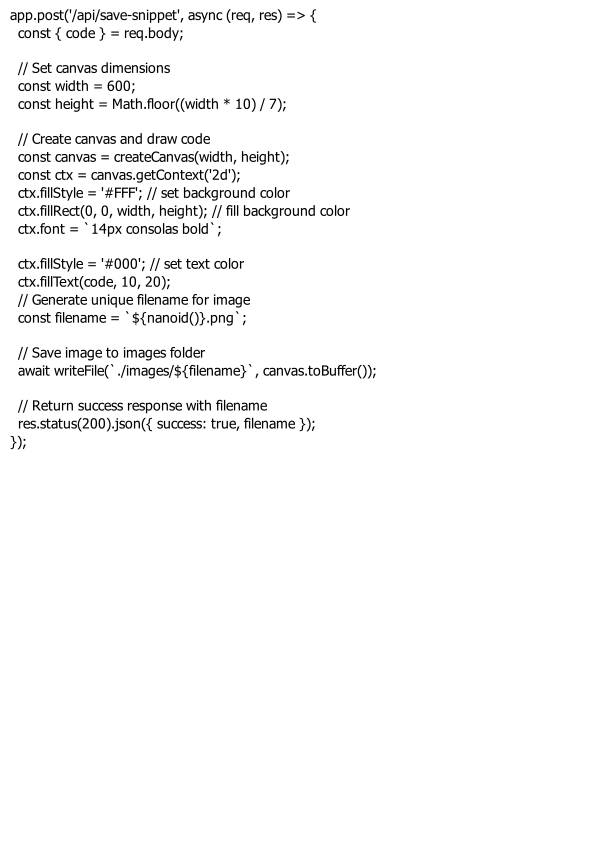 app.post('/api/save-snippet', async (req, res) => {
  const { code } = req.body;

  // Set canvas dimensions
  const width = 600;
  const height = Math.floor((width * 10) / 7);

  // Create canvas and draw code
  const canvas = createCanvas(width, height);
  const ctx = canvas.getContext('2d');
  ctx.fillStyle = '#FFF'; // set background color
  ctx.fillRect(0, 0, width, height); // fill background color
  ctx.font = `14px consolas bold`;

  ctx.fillStyle = '#000'; // set text color
  ctx.fillText(code, 10, 20);
  // Generate unique filename for image
  const filename = `${nanoid()}.png`;

  // Save image to images folder
  await writeFile(`./images/${filename}`, canvas.toBuffer());

  // Return success response with filename
  res.status(200).json({ success: true, filename });
});